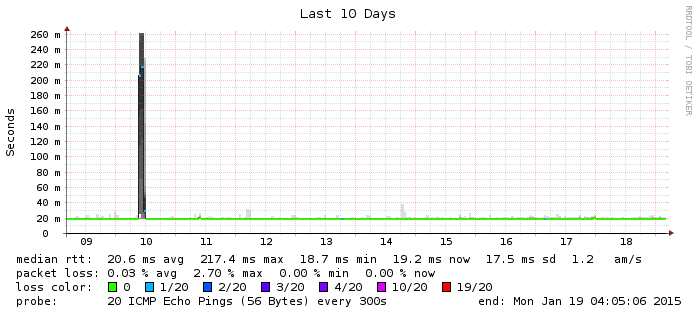 Last 10 Days
RRDTOOL / TOBI OETIKER
Seconds
260 m
240 m
220 m
200 m
180 m
160 m
140 m
120 m
100 m
80 m
60 m
40 m
20 m
0
09 10 11 12 13 14 15 16 17 18
median rtt: 20.6 ms avg 217.4 ms max 18.7 ms min 19.2 ms now 17.5 ms sd 1.2 am/s
packet loss: 0.03 % avg 2.70 % max 0.00 % min 0.00 % now
loss color: 0 1/20 2/20 3/20 4/20 10/20 19/20
probe: 20 ICMP Echo Pings (56 Bytes) every 300s end: Mon Jan 19 04:05:06 2015